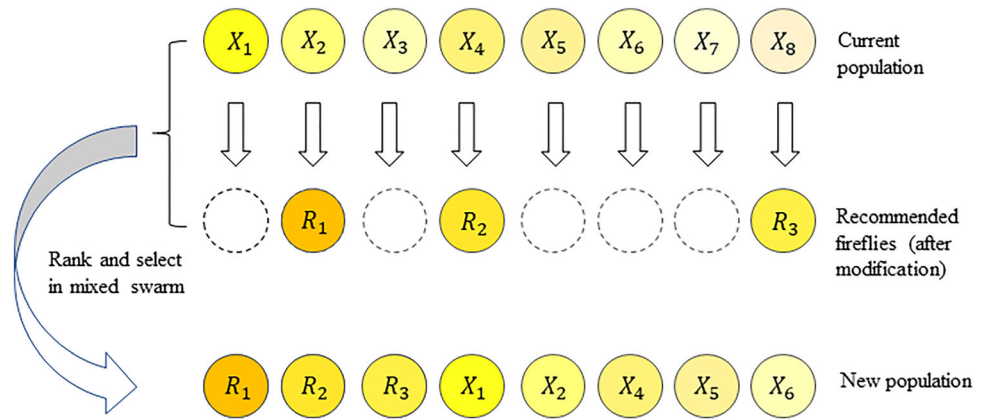 X₁ X₂ X₃ X₄ X₅ X₆ X₇ X₈
Current
population
R₁ R₂ R₃
Recommended
fireflies (after
modification)
Rank and select
in mixed swarm
R₁ R₂ R₃ X₁ X₂ X₄ X₅ X₆
New population